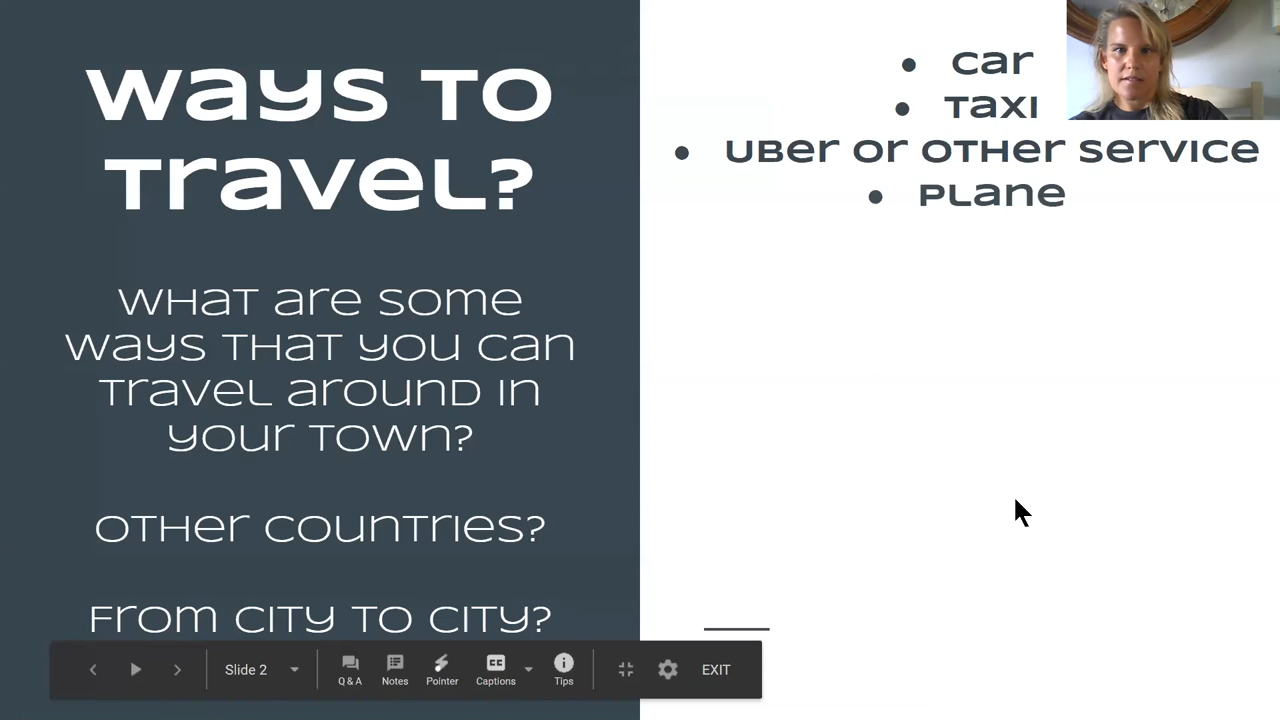 ways to
Travel?
what are some
ways that you can
travel around in
your town?
other countries?
From city to city?
car
Taxi
Uber or other service
Plane
Slide 2
Q & A
Notes
Pointer
CC
Captions
Tips
EXIT